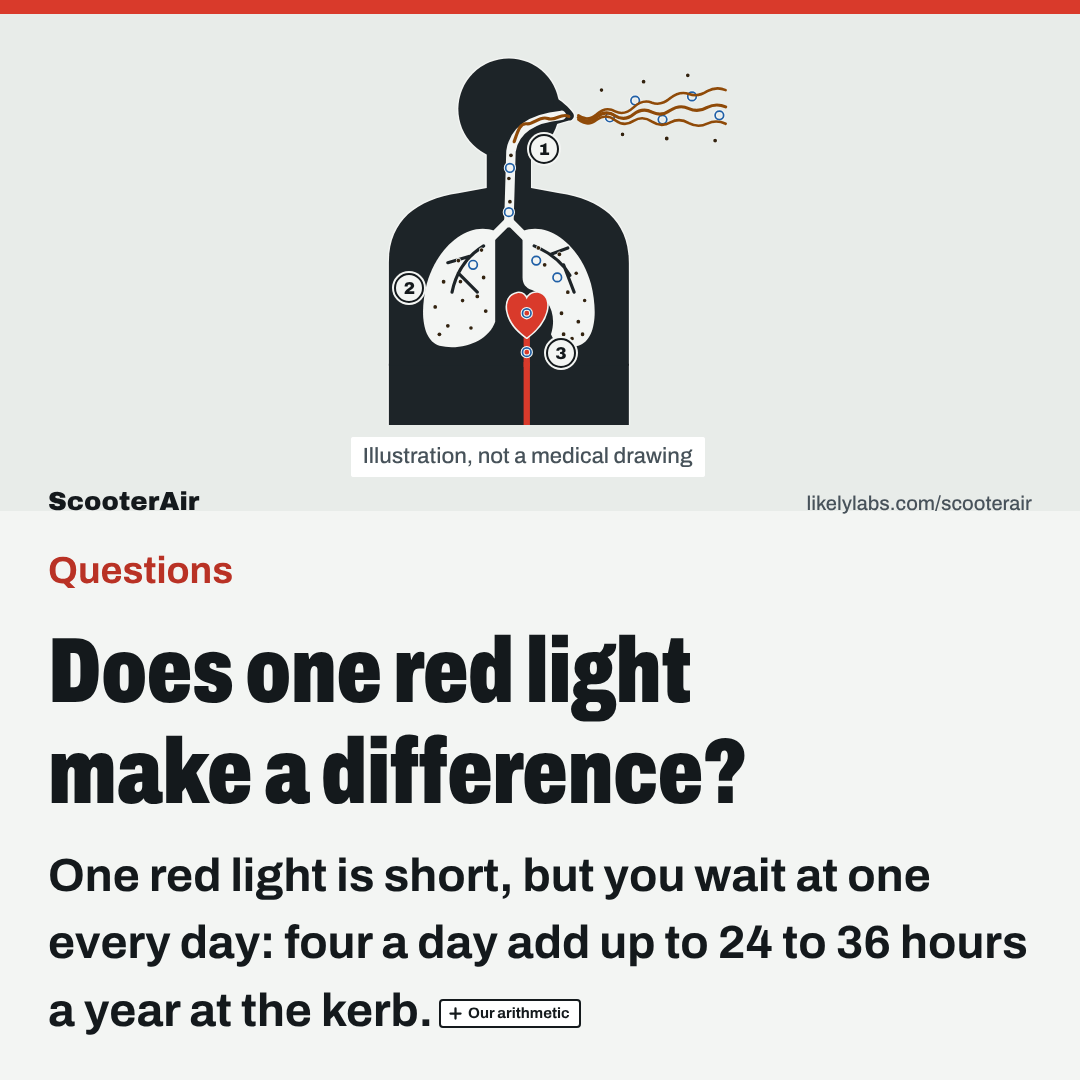 1
2
3
Illustration, not a medical drawing
ScooterAir
likelylabs.com/scooterair
Questions
Does one red light
make a difference?
One red light is short, but you wait at one
every day: four a day add up to 24 to 36 hours
a year at the kerb. + Our arithmetic